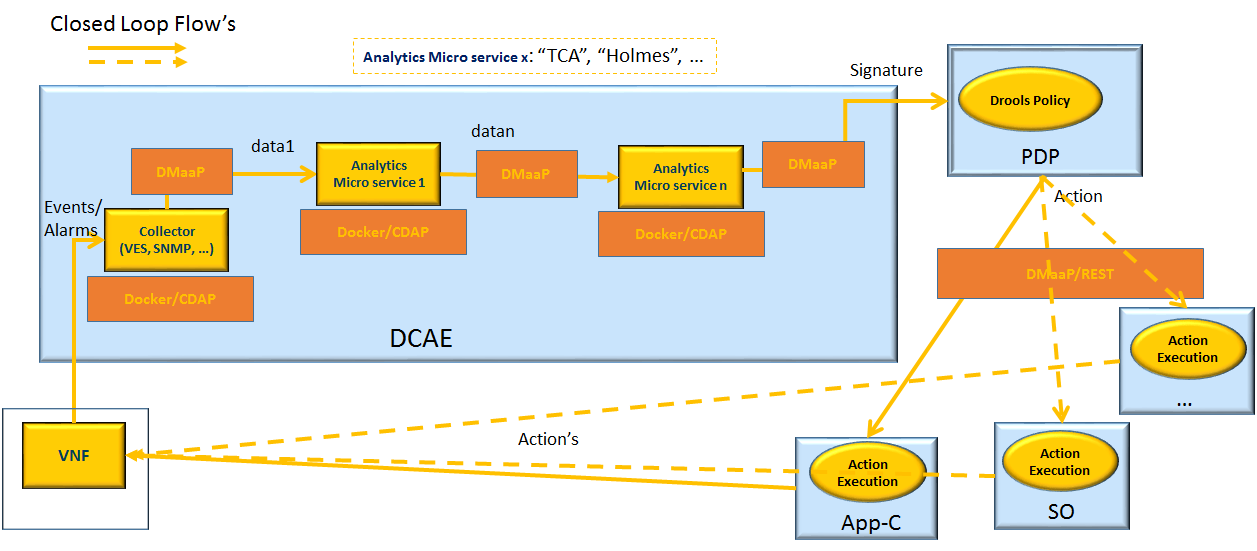 Closed Loop Flow's
Analytics Micro service x: “TCA”, “Holmes”, ...
Signature
Drools Policy
PDP
data1
datan
DMaaP
Analytics
Micro service 1
DMaaP
Analytics
Micro service n
DMaaP
Events/
Alarms
Collector
(VES, SNMP, ...)
Docker/CDAP
Docker/CDAP
Docker/CDAP
DCAE
Action
DMaaP/REST
Action
Execution
...
VNF
Action's
Action
Execution
App-C
Action
Execution
SO